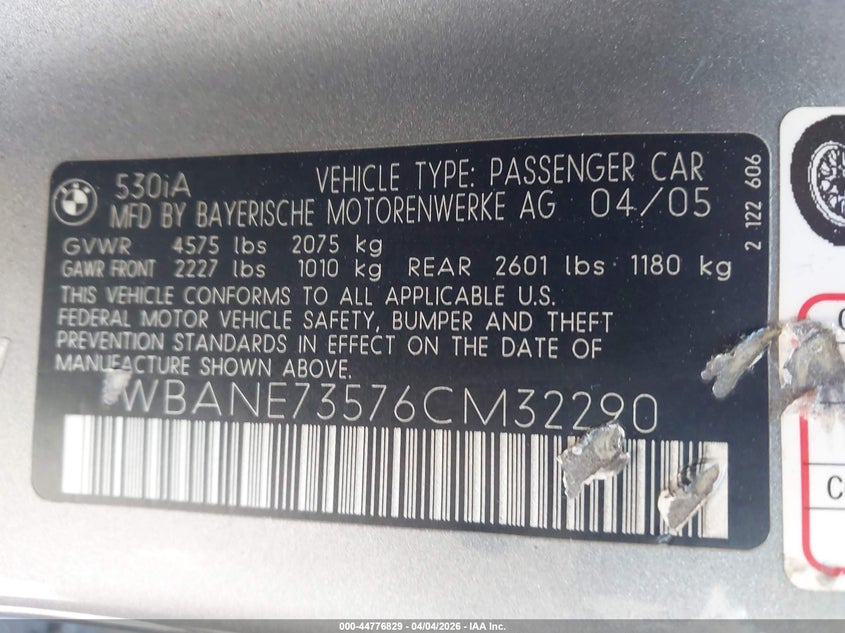 BMW
530iA VEHICLE TYPE: PASSENGER CAR
MFD BY BAYERISCHE MOTORENWERKE AG 04/05
GVWR 4575 lbs 2075 kg
GAWR FRONT 2227 lbs 1010 kg REAR 2601 lbs 1180 kg
THIS VEHICLE CONFORMS TO ALL APPLICABLE U.S.
FEDERAL MOTOR VEHICLE SAFETY, BUMPER AND THEFT
PREVENTION STANDARDS IN EFFECT ON THE DATE OF
MANUFACTURE SHOWN ABOVE.
WBANE73576CM32290
2 122 606
000-44776829 - 04/04/2026 - IAA Inc.